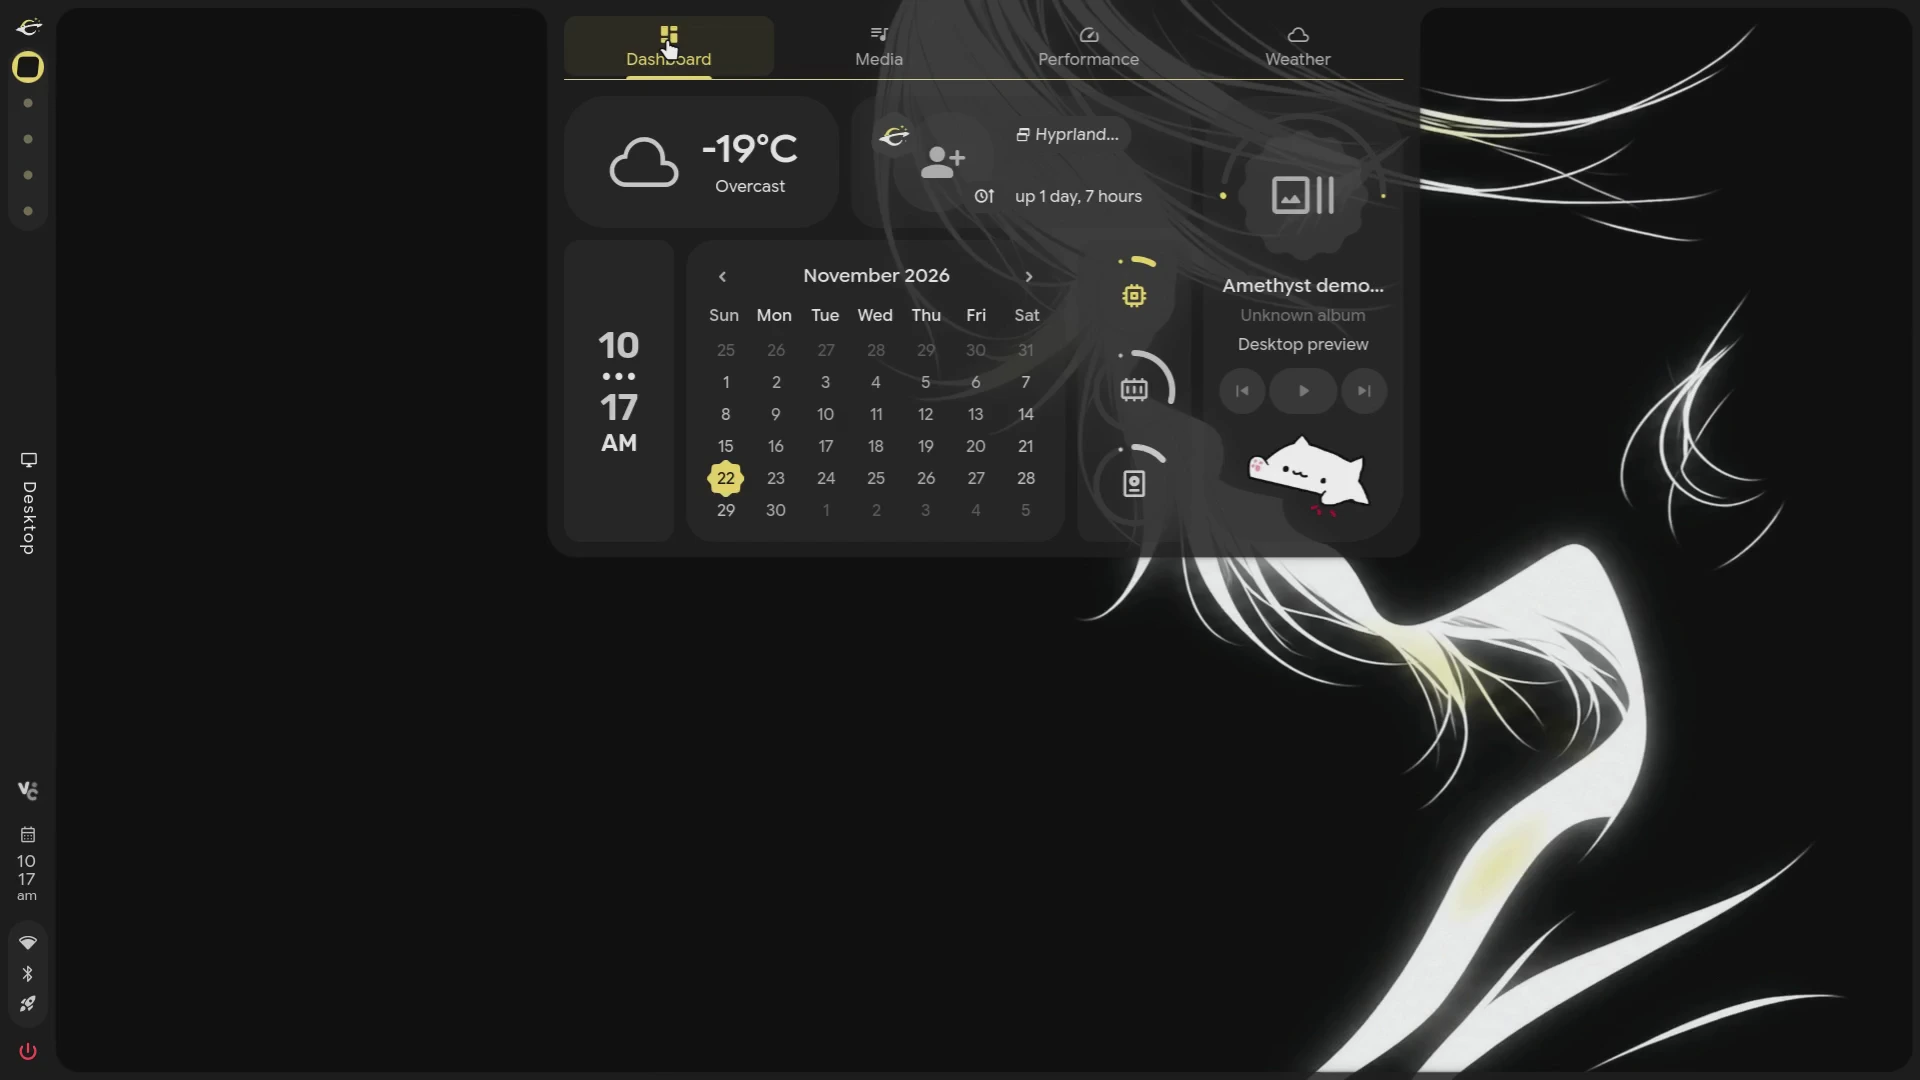 Dashboard
Media
Performance
Weather
-19°C
Overcast
Hyprland...
up 1 day, 7 hours
10
17
AM
November 2026
Sun Mon Tue Wed Thu Fri Sat
25 26 27 28 29 30 31
1 2 3 4 5 6 7
8 9 10 11 12 13 14
15 16 17 18 19 20 21
22 23 24 25 26 27 28
29 30 1 2 3 4 5
Amethyst demo...
Unknown album
Desktop preview
Desktop
10
17
am